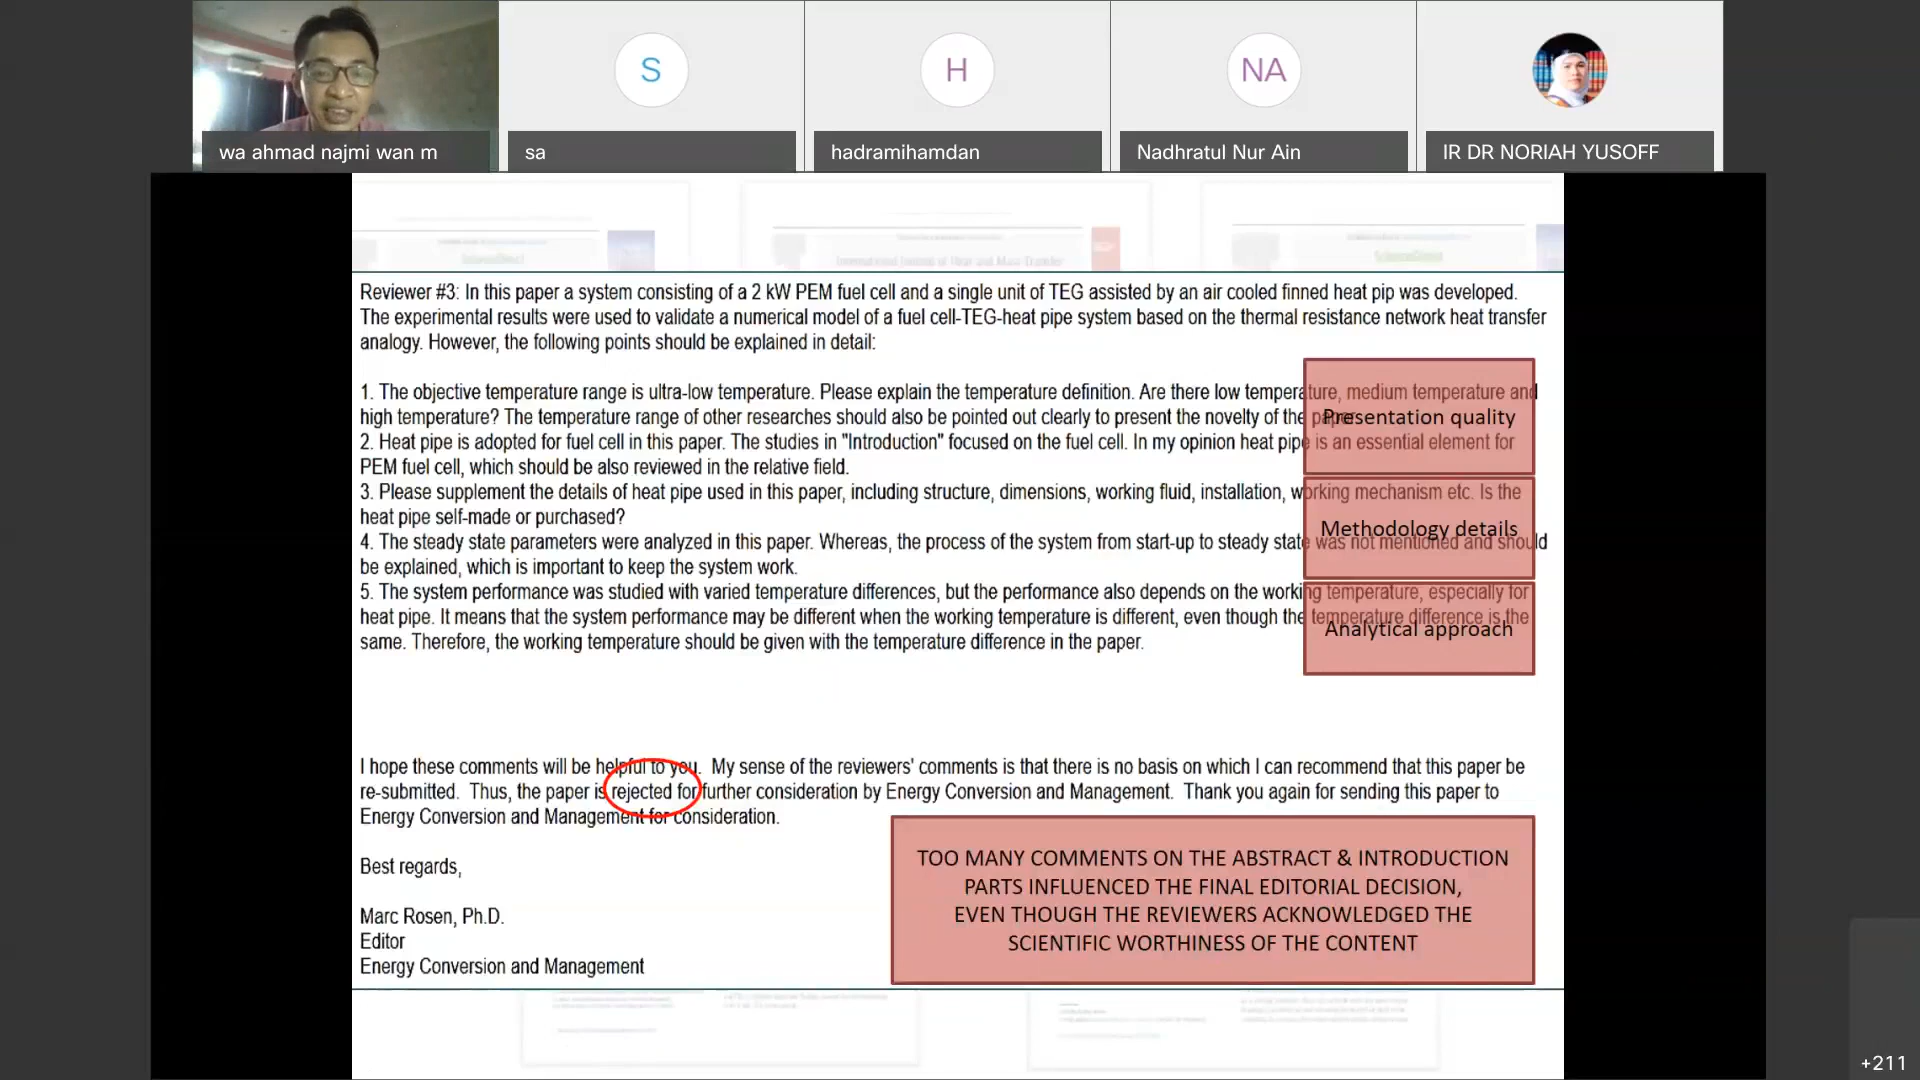 S
H
NA
wa ahmad najmi wan m
sa
hadramihamdan
Nadhratul Nur Ain
IR DR NORIAH YUSOFF
ScienceDirect
International Journal of Heat and Mass Transfer
ScienceDirect
Reviewer #3: In this paper a system consisting of a 2 kW PEM fuel cell and a single unit of TEG assisted by an air cooled finned heat pip was developed.
The experimental results were used to validate a numerical model of a fuel cell-TEG-heat pipe system based on the thermal resistance network heat transfer
analogy. However, the following points should be explained in detail:
1. The objective temperature range is ultra-low temperature. Please explain the temperature definition. Are there low temperature, medium temperature and
high temperature? The temperature range of other researches should also be pointed out clearly to present the novelty of the paper.
2. Heat pipe is adopted for fuel cell in this paper. The studies in "Introduction" focused on the fuel cell. In my opinion heat pipe is an essential element for
PEM fuel cell, which should be also reviewed in the relative field.
3. Please supplement the details of heat pipe used in this paper, including structure, dimensions, working fluid, installation, working mechanism etc. Is the
heat pipe self-made or purchased?
4. The steady state parameters were analyzed in this paper. Whereas, the process of the system from start-up to steady state was not mentioned and should
be explained, which is important to keep the system work.
5. The system performance was studied with varied temperature differences, but the performance also depends on the working temperature, especially for
heat pipe. It means that the system performance may be different when the working temperature is different, even though the temperature difference is the
same. Therefore, the working temperature should be given with the temperature difference in the paper.
Presentation quality
Methodology details
Analytical approach
I hope these comments will be helpful to you. My sense of the reviewers' comments is that there is no basis on which I can recommend that this paper be
re-submitted. Thus, the paper is rejected for further consideration by Energy Conversion and Management. Thank you again for sending this paper to
Energy Conversion and Management for consideration.
Best regards,
Marc Rosen, Ph.D.
Editor
Energy Conversion and Management
TOO MANY COMMENTS ON THE ABSTRACT & INTRODUCTION
PARTS INFLUENCED THE FINAL EDITORIAL DECISION,
EVEN THOUGH THE REVIEWERS ACKNOWLEDGED THE
SCIENTIFIC WORTHINESS OF THE CONTENT
+211